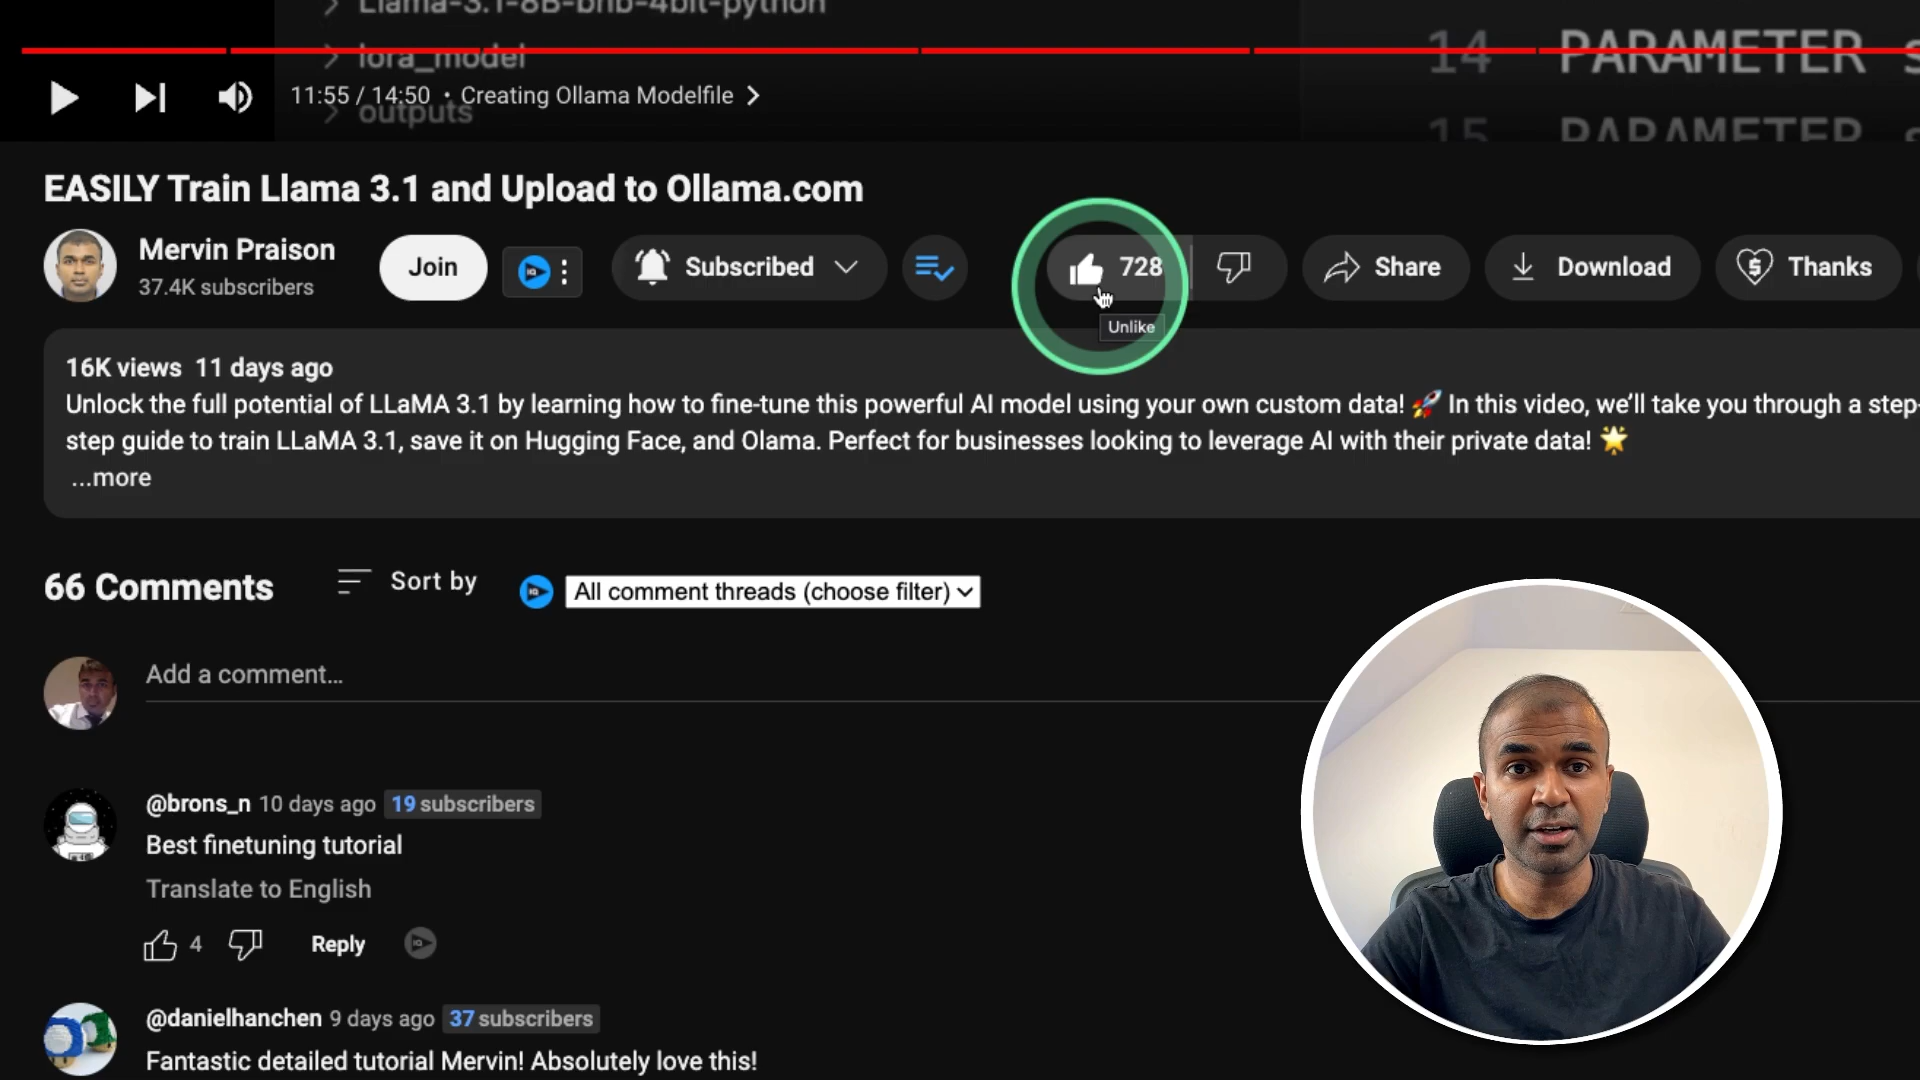 Llama-3.1-8B-bnb-4bit-python
lora_model
outputs
14 PARAMETER s
15 PARAMETER s
11:55 / 14:50 • Creating Ollama Modelfile
EASILY Train Llama 3.1 and Upload to Ollama.com
Mervin Praison
37.4K subscribers
Join
Subscribed
728
Share
Download
Thanks
Unlike
16K views 11 days ago
Unlock the full potential of LLaMA 3.1 by learning how to fine-tune this powerful AI model using your own custom data! 🚀 In this video, we'll take you through a step-
step guide to train LLaMA 3.1, save it on Hugging Face, and Olama. Perfect for businesses looking to leverage AI with their private data! 🌟
...more
66 Comments
Sort by
All comment threads (choose filter)
Add a comment...
@brons_n 10 days ago 19 subscribers
Best finetuning tutorial
Translate to English
4
Reply
@danielhanchen 9 days ago 37 subscribers
Fantastic detailed tutorial Mervin! Absolutely love this!